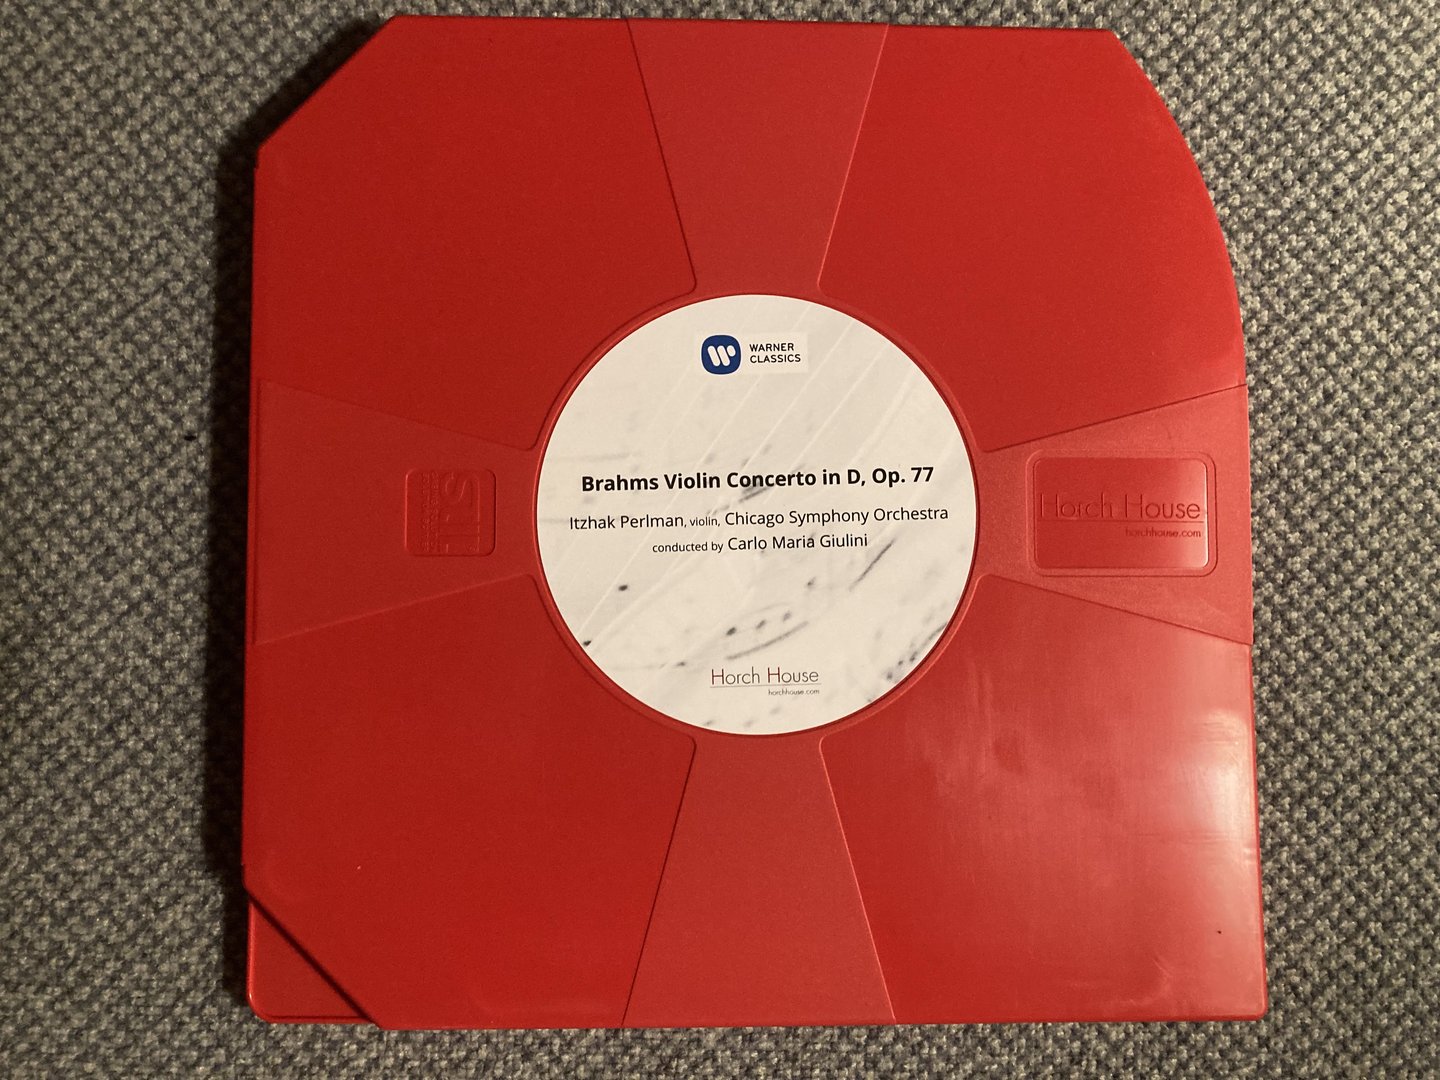 WARNER
CLASSICS
Brahms Violin Concerto in D, Op. 77
Itzhak Perlman, violin, Chicago Symphony Orchestra
conducted by Carlo Maria Giulini
Horch House
horchhouse.com
Horch House
horchhouse.com